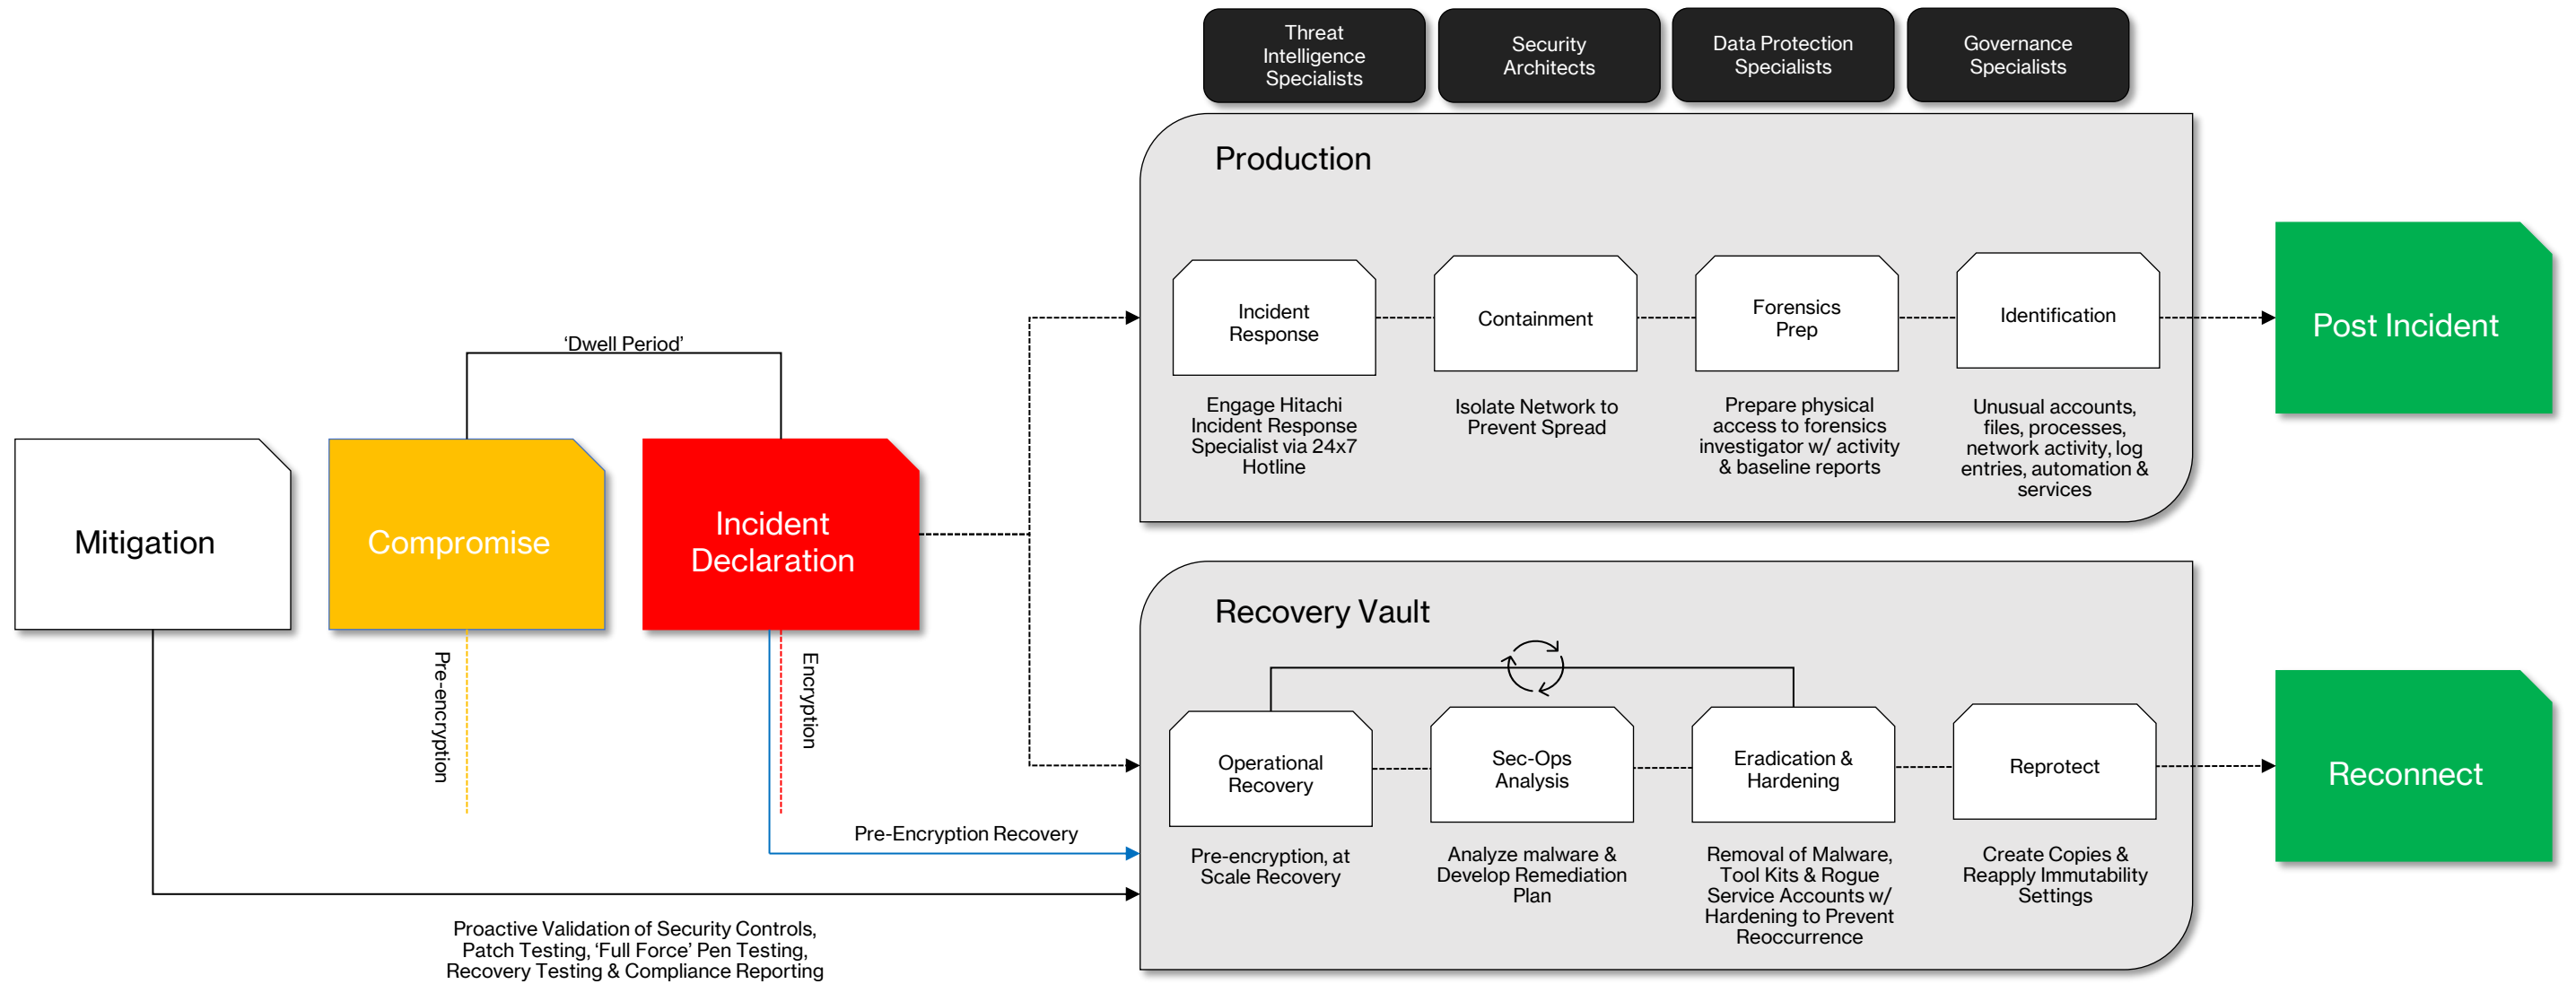 Threat
Intelligence
Specialists
Security
Architects
Data Protection
Specialists
Governance
Specialists
Production
Incident
Response
Containment
Forensics
Prep
Identification
Engage Hitachi
Incident Response
Specialist via 24x7
Hotline
Isolate Network to
Prevent Spread
Prepare physical
access to forensics
investigator w/ activity
& baseline reports
Unusual accounts,
files, processes,
network activity, log
entries, automation &
services
Post Incident
‘Dwell Period’
Mitigation
Compromise
Incident
Declaration
Pre-encryption
Encryption
Pre-Encryption Recovery
Proactive Validation of Security Controls,
Patch Testing, ‘Full Force’ Pen Testing,
Recovery Testing & Compliance Reporting
Recovery Vault
Operational
Recovery
Sec-Ops
Analysis
Eradication &
Hardening
Reprotect
Pre-encryption, at
Scale Recovery
Analyze malware &
Develop Remediation
Plan
Removal of Malware,
Tool Kits & Rogue
Service Accounts w/
Hardening to Prevent
Reoccurrence
Create Copies &
Reapply Immutability
Settings
Reconnect